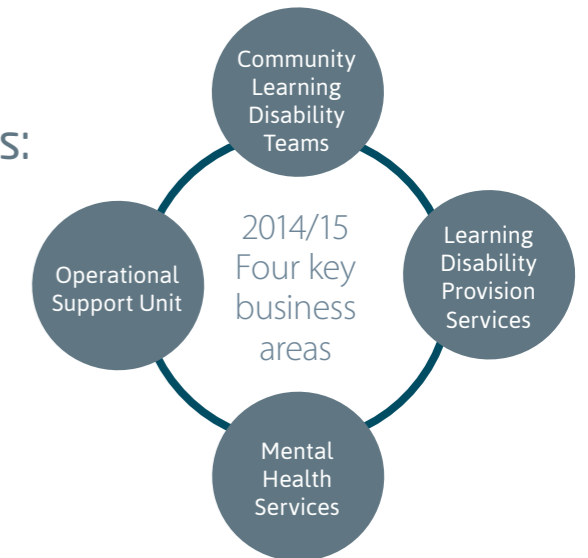 Community
Learning
Disability
Teams
s:
2014/15
Four key
business
areas
Learning
Disability
Provision
Services
Operational
Support Unit
Mental
Health
Services